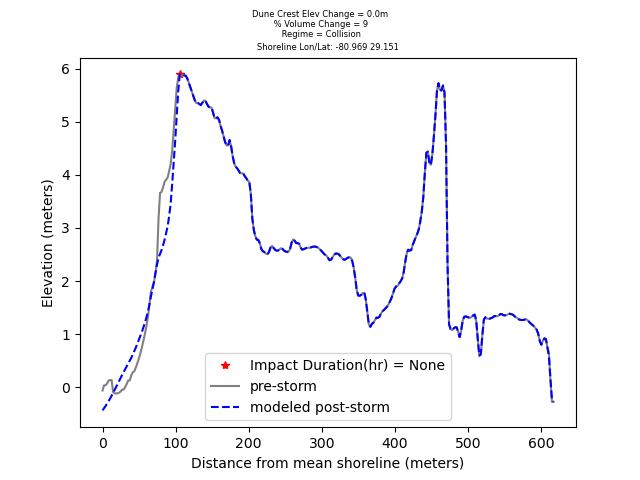 Dune Crest Elev Change = 0.0m
% Volume Change = 9
Regime = Collision
Shoreline Lon/Lat: -80.969 29.151
6
5
4
3
2
1
0
Elevation (meters)
Impact Duration(hr) = None
pre-storm
modeled post-storm
0 100 200 300 400 500 600
Distance from mean shoreline (meters)